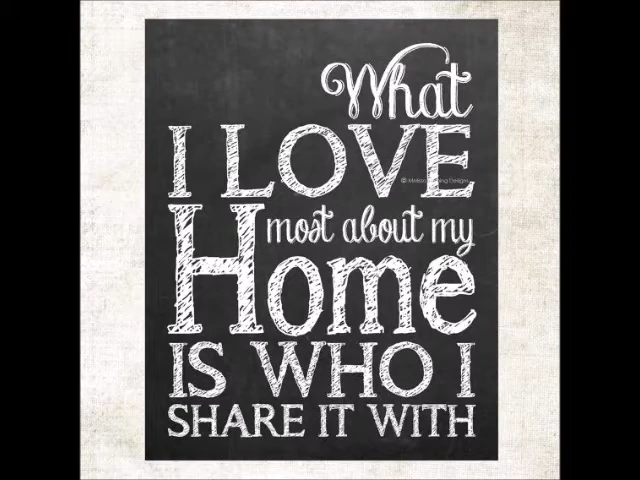 What
I LOVE
most about my
Home
IS WHO I
SHARE IT WITH